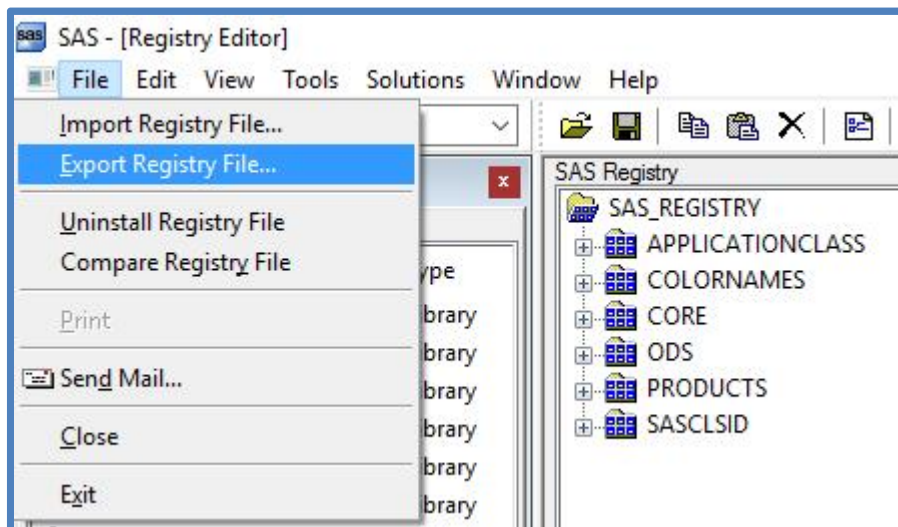 sas SAS - [Registry Editor]
File Edit View Tools Solutions Window Help
Import Registry File...
Export Registry File...
Uninstall Registry File
Compare Registry File
Print
Send Mail...
Close
Exit
SAS Registry
SAS_REGISTRY
APPLICATIONCLASS
COLORNAMES
CORE
ODS
PRODUCTS
SASCLSID
ype
brary
brary
brary
brary
brary
brary